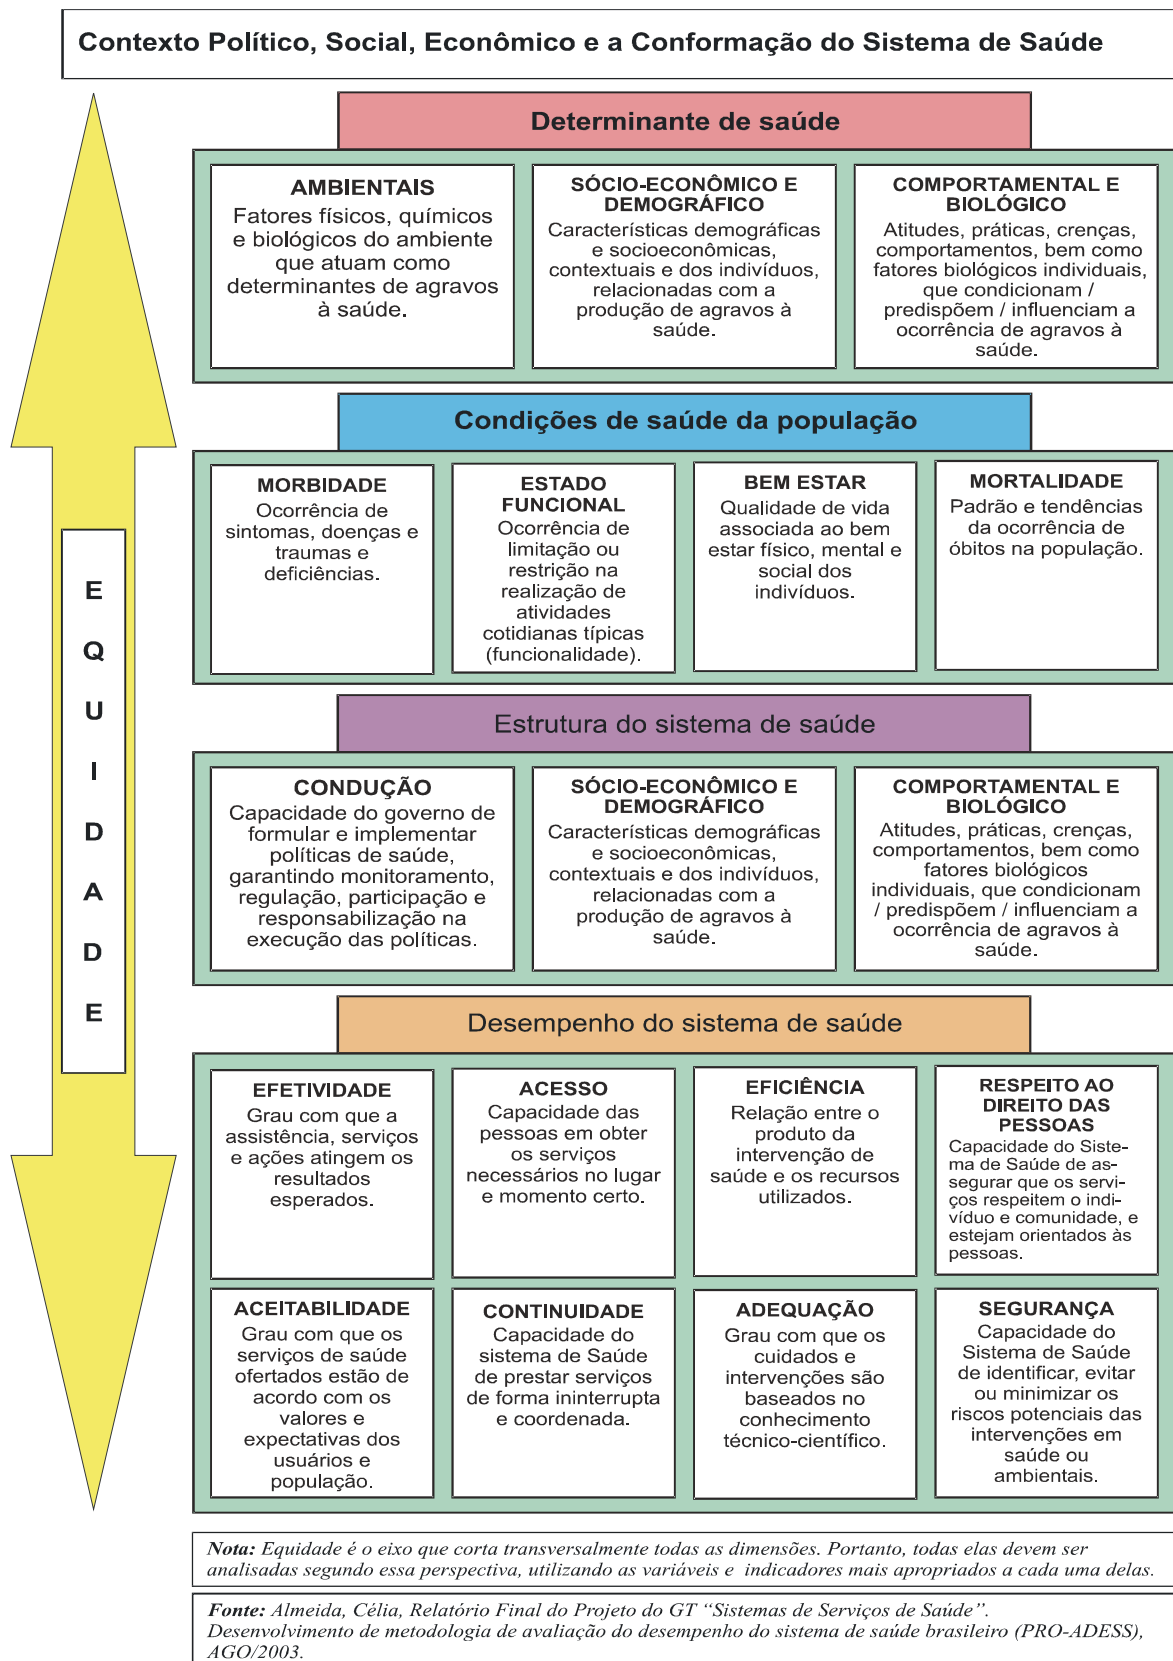 Contexto Político, Social, Econômico e a Conformação do Sistema de Saúde
E
Q
U
I
D
A
D
E
Determinante de saúde
AMBIENTAIS
Fatores físicos, químicos
e biológicos do ambiente
que atuam como
determinantes de agravos
à saúde.
SÓCIO-ECONÔMICO E
DEMOGRÁFICO
Características demográficas
e socioeconômicas,
contextuais e dos indivíduos,
relacionadas com a
produção de agravos à
saúde.
COMPORTAMENTAL E
BIOLÓGICO
Atitudes, práticas, crenças,
comportamentos, bem como
fatores biológicos individuais,
que condicionam /
predispõem / influenciam a
ocorrência de agravos à
saúde.
Condições de saúde da população
MORBIDADE
Ocorrência de
sintomas, doenças e
traumas e
deficiências.
ESTADO
FUNCIONAL
Ocorrência de
limitação ou
restrição na
realização de
atividades
cotidianas típicas
(funcionalidade).
BEM ESTAR
Qualidade de vida
associada ao bem
estar físico, mental e
social dos
indivíduos.
MORTALIDADE
Padrão e tendências
da ocorrência de
óbitos na população.
Estrutura do sistema de saúde
CONDUÇÃO
Capacidade do governo de
formular e implementar
políticas de saúde,
garantindo monitoramento,
regulação, participação e
responsabilização na
execução das políticas.
SÓCIO-ECONÔMICO E
DEMOGRÁFICO
Características demográficas
e socioeconômicas,
contextuais e dos indivíduos,
relacionadas com a
produção de agravos à
saúde.
COMPORTAMENTAL E
BIOLÓGICO
Atitudes, práticas, crenças,
comportamentos, bem como
fatores biológicos
individuais, que condicionam
/ predispõem / influenciam a
ocorrência de agravos à
saúde.
Desempenho do sistema de saúde
EFETIVIDADE
Grau com que a
assistência, serviços
e ações atingem os
resultados
esperados.
ACESSO
Capacidade das
pessoas em obter
os serviços
necessários no lugar
e momento certo.
EFICIÊNCIA
Relação entre o
produto da
intervenção de
saúde e os recursos
utilizados.
RESPEITO AO
DIREITO DAS
PESSOAS
Capacidade do Siste-
ma de Saúde de as-
segurar que os servi-
ços respeitem o indi-
víduo e comunidade, e
estejam orientados às
pessoas.
ACEITABILIDADE
Grau com que os
serviços de saúde
ofertados estão de
acordo com os
valores e
expectativas dos
usuários e
população.
CONTINUIDADE
Capacidade do
sistema de Saúde
de prestar serviços
de forma ininterrupta
e coordenada.
ADEQUAÇÃO
Grau com que os
cuidados e
intervenções são
baseados no
conhecimento
técnico-científico.
SEGURANÇA
Capacidade do
Sistema de Saúde
de identificar, evitar
ou minimizar os
riscos potenciais das
intervenções em
saúde ou
ambientais.
Nota: Equidade é o eixo que corta transversalmente todas as dimensões. Portanto, todas elas devem ser
analisadas segundo essa perspectiva, utilizando as variáveis e indicadores mais apropriados a cada uma delas.
Fonte: Almeida, Célia, Relatório Final do Projeto do GT “Sistemas de Serviços de Saúde”.
Desenvolvimento de metodologia de avaliação do desempenho do sistema de saúde brasileiro (PRO-ADESS),
AGO/2003.